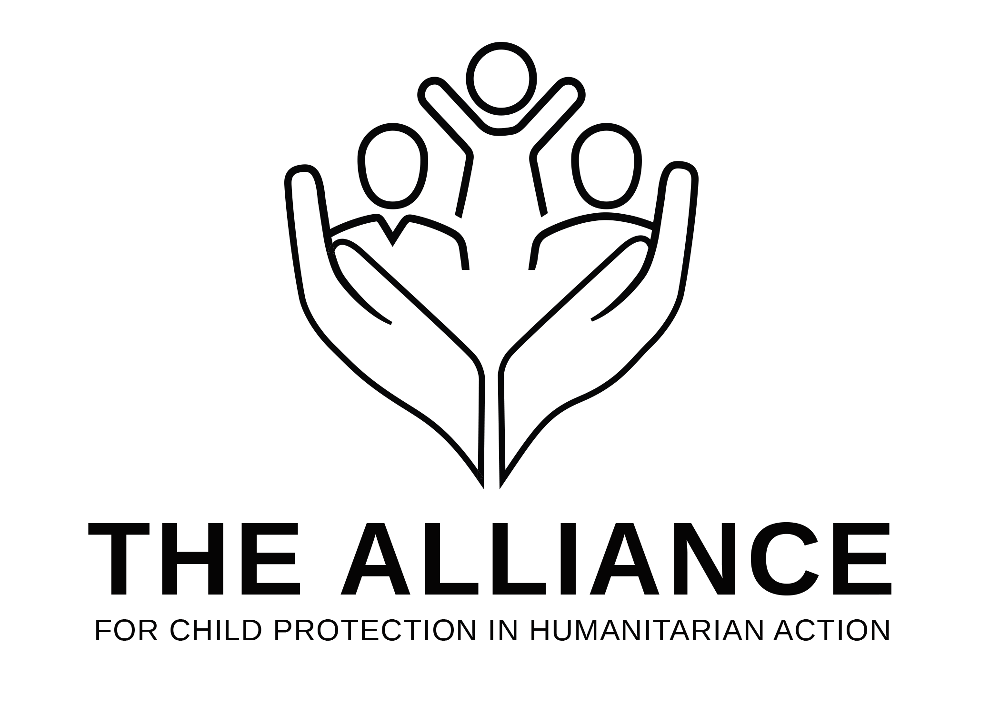 THE ALLIANCE
FOR CHILD PROTECTION IN HUMANITARIAN ACTION